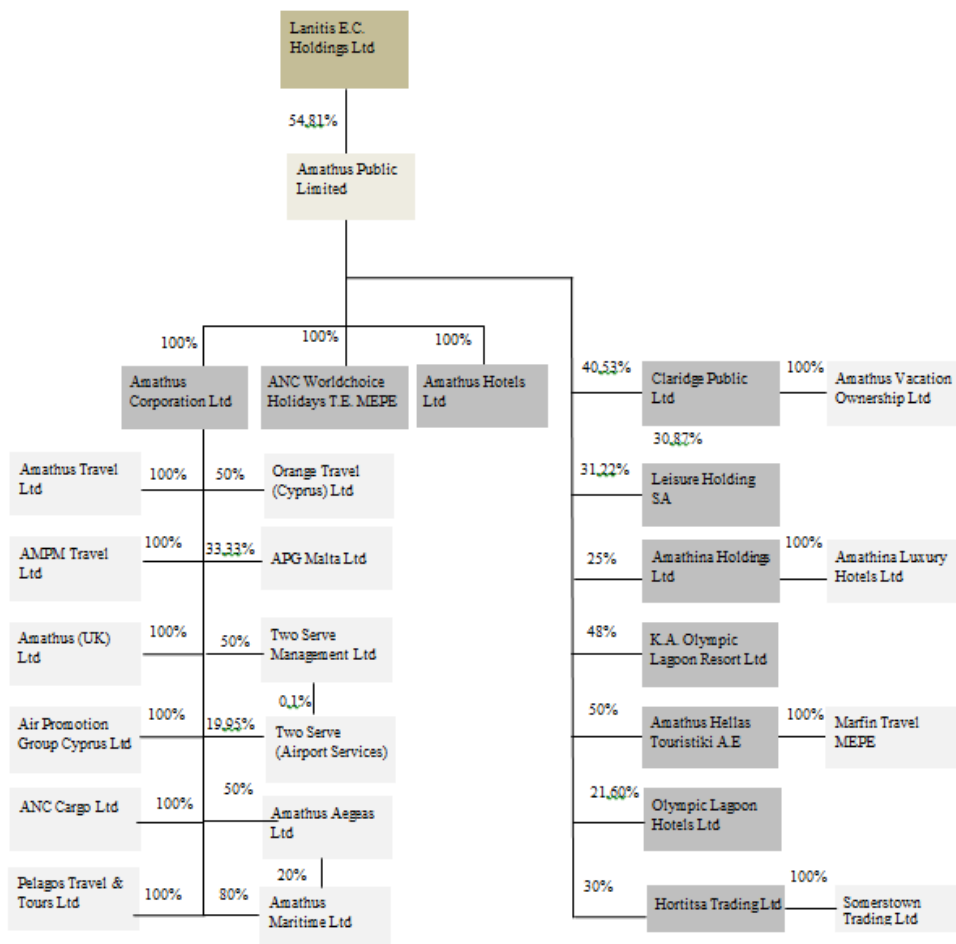 Lanitis E.C.
Holdings Ltd
54,81%
Amathus Public
Limited
100%
100%
100%
Amathus
Corporation Ltd
ANC Worldchoice
Holidays T.E. MEPE
Amathus Hotels
Ltd
40,53%
Claridge Public
Ltd
100%
Amathus Vacation
Ownership Ltd
30,87%
31,22%
Leisure Holding
SA
25%
Amathina Holdings
Ltd
100%
Amathina Luxury
Hotels Ltd
48%
K.A. Olympic
Lagoon Resort Ltd
50%
Amathus Hellas
Touristiki A.E
100%
Marfin Travel
MEPE
21,60%
Olympic Lagoon
Hotels Ltd
30%
Hortitsa Trading Ltd
100%
Somerstown
Trading Ltd
Amathus Travel
Ltd
100%
50%
Orange Travel
(Cyprus) Ltd
AMPM Travel
Ltd
100%
33,33%
APG Malta Ltd
Amathus (UK)
Ltd
100%
50%
Two Serve
Management Ltd
0,1%
Air Promotion
Group Cyprus Ltd
100%
19,95%
Two Serve
(Airport Services)
ANC Cargo Ltd
100%
50%
Amathus Aegeas
Ltd
20%
Pelagos Travel &
Tours Ltd
100%
80%
Amathus
Maritime Ltd